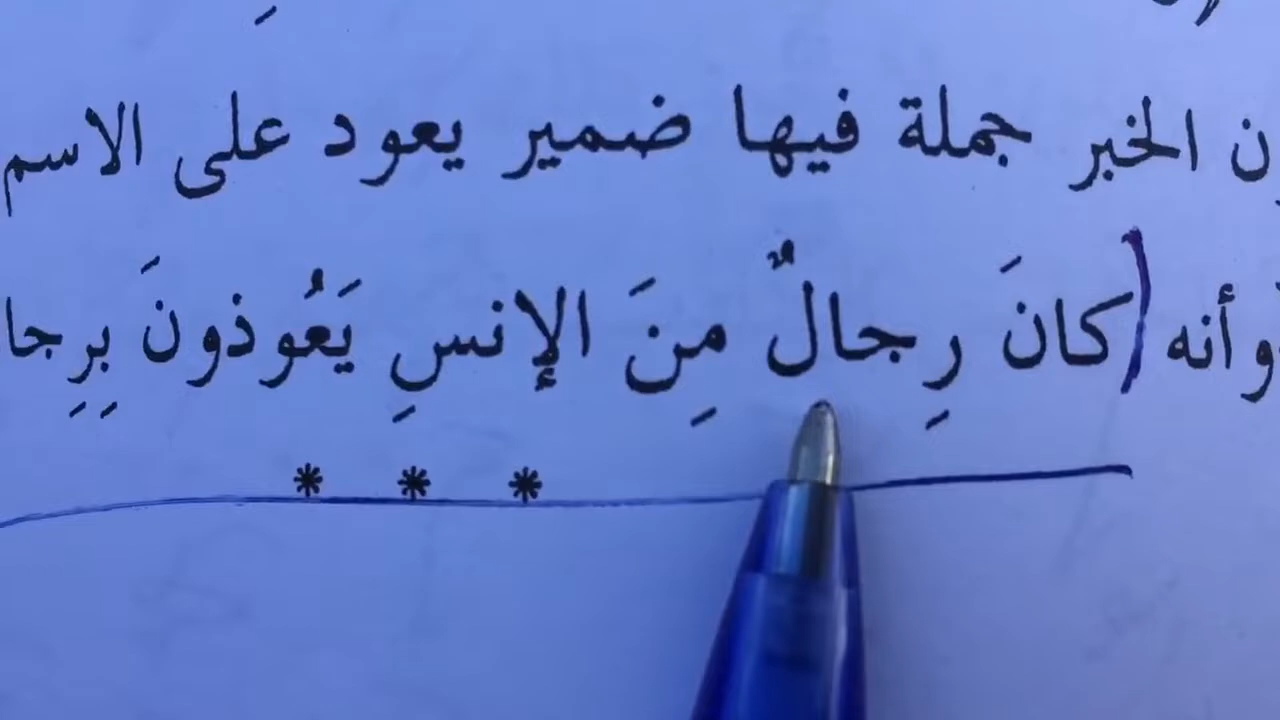 ن الخبر جملة فيها ضمير يعود على الاسم
وأنه كانَ رِجالٌ مِنَ الإنسِ يَعُوذونَ بِرِجا
* * *